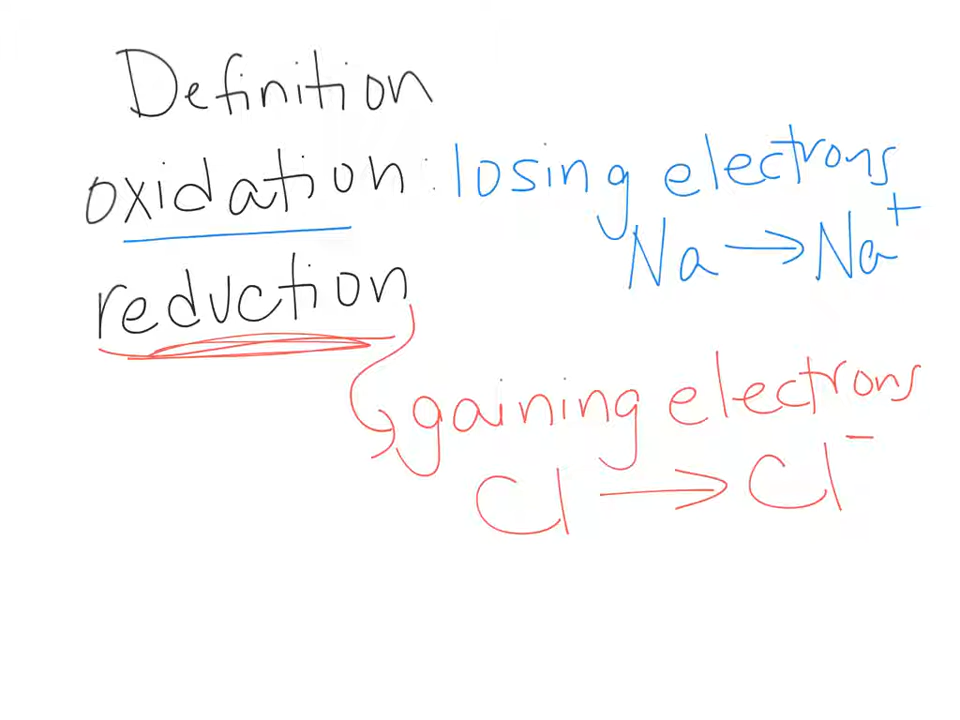 Definition
oxidation: losing electrons
Na → Na⁺
reduction
gaining electrons
Cl → Cl⁻